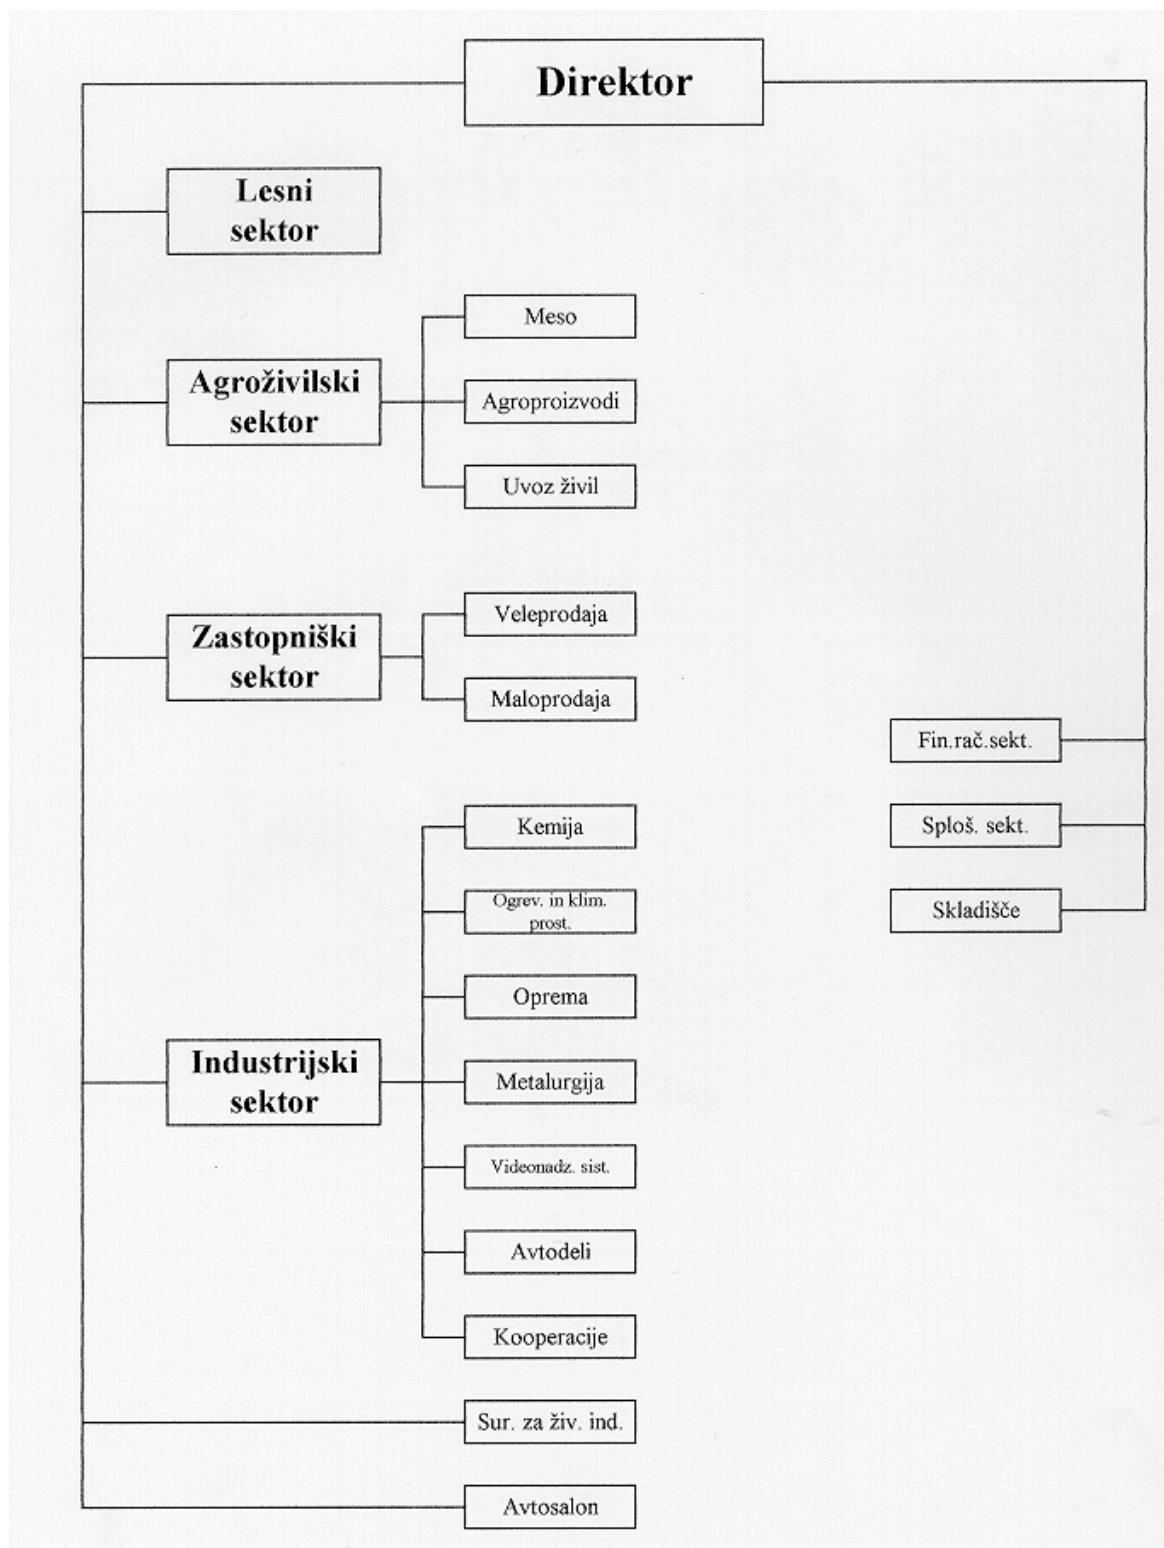 Direktor
Lesni
sektor
Meso
Agroživilski
sektor
Agroproizvodi
Uvoz živil
Veleprodaja
Zastopniški
sektor
Maloprodaja
Fin.rač.sekt.
Sploš. sekt.
Skladišče
Kemija
Ogrev. in klim.
prost.
Oprema
Industrijski
sektor
Metalurgija
Videonadz. sist.
Avtodeli
Kooperacije
Sur. za živ. ind.
Avtosalon